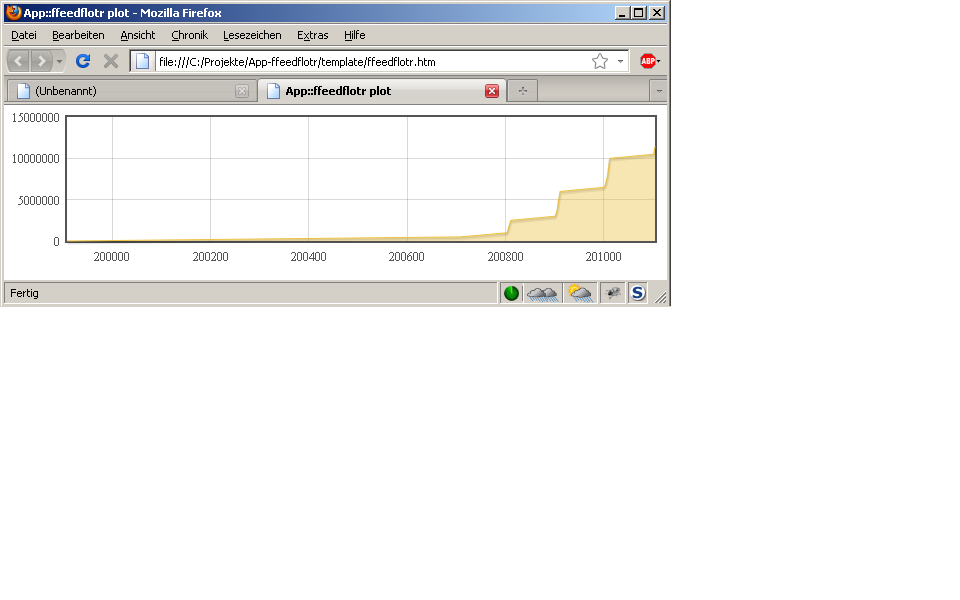 App::ffeedflotr plot - Mozilla Firefox
Datei Bearbeiten Ansicht Chronik Lesezeichen Extras Hilfe
file:///C:/Projekte/App-ffeedflotr/template/ffeedflotr.htm
ABP
(Unbenannt) App::ffeedflotr plot
15000000
10000000
5000000
0
200000 200200 200400 200600 200800 201000
Fertig
S